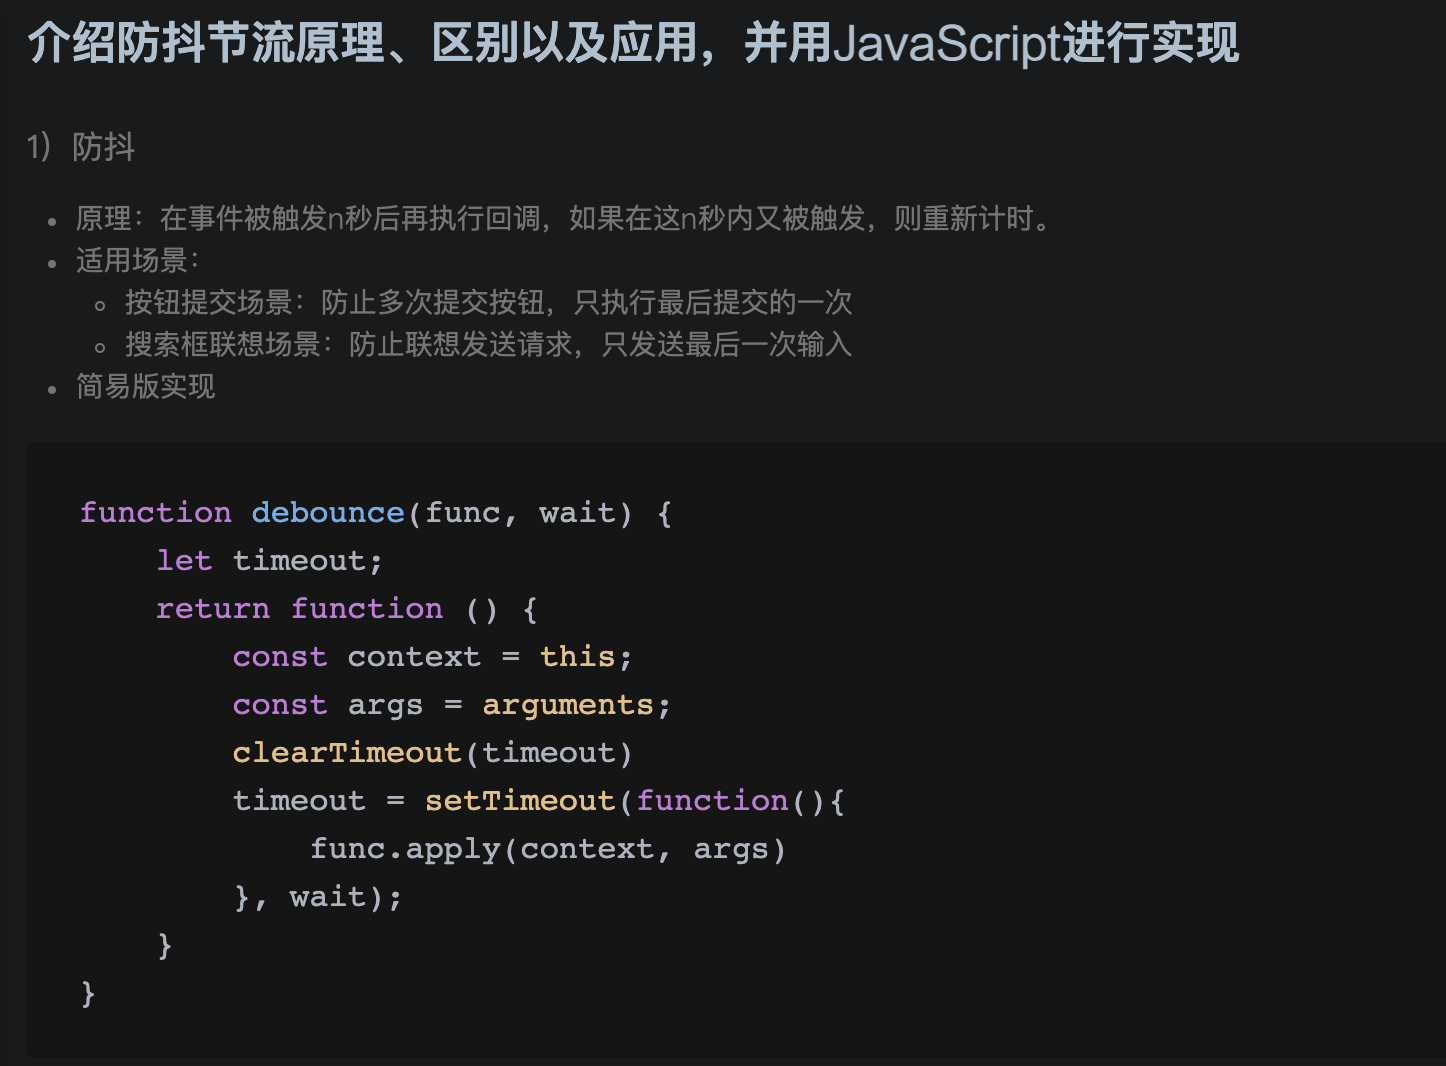 介绍防抖节流原理、区别以及应用，并用JavaScript进行实现
1）防抖
• 原理：在事件被触发n秒后再执行回调，如果在这n秒内又被触发，则重新计时。
• 适用场景：
◦ 按钮提交场景：防止多次提交按钮，只执行最后提交的一次
◦ 搜索框联想场景：防止联想发送请求，只发送最后一次输入
• 简易版实现
function debounce(func, wait) {
    let timeout;
    return function () {
        const context = this;
        const args = arguments;
        clearTimeout(timeout)
        timeout = setTimeout(function(){
            func.apply(context, args)
        }, wait);
    }
}